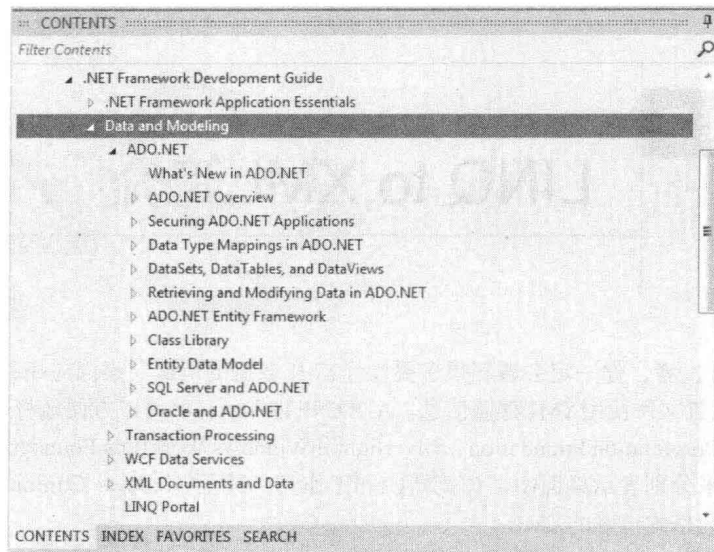 CONTENTS
Filter Contents
.NET Framework Development Guide
.NET Framework Application Essentials
Data and Modeling
ADO.NET
What's New in ADO.NET
ADO.NET Overview
Securing ADO.NET Applications
Data Type Mappings in ADO.NET
DataSets, DataTables, and DataViews
Retrieving and Modifying Data in ADO.NET
ADO.NET Entity Framework
Class Library
Entity Data Model
SQL Server and ADO.NET
Oracle and ADO.NET
Transaction Processing
WCF Data Services
XML Documents and Data
LINQ Portal
CONTENTS INDEX FAVORITES SEARCH